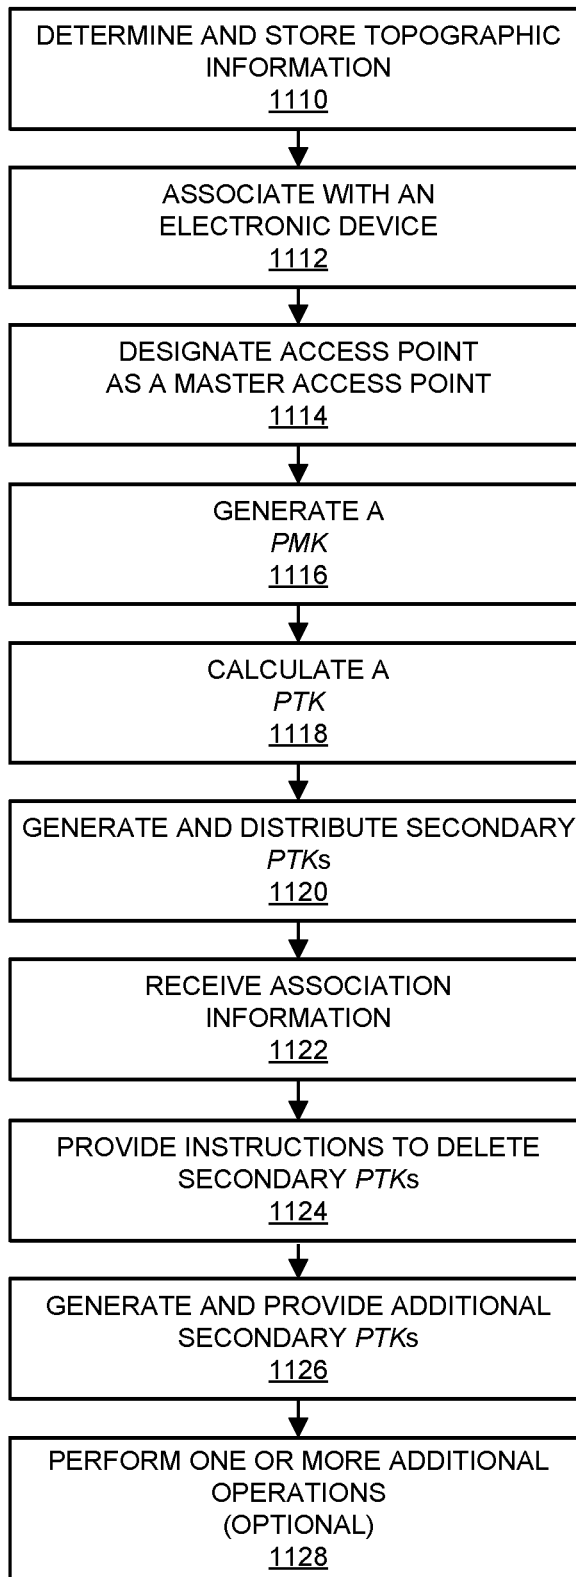 DETERMINE AND STORE TOPOGRAPHIC
INFORMATION
1110
ASSOCIATE WITH AN
ELECTRONIC DEVICE
1112
DESIGNATE ACCESS POINT
AS A MASTER ACCESS POINT
1114
GENERATE A
PMK
1116
CALCULATE A
PTK
1118
GENERATE AND DISTRIBUTE SECONDARY
PTKs
1120
RECEIVE ASSOCIATION
INFORMATION
1122
PROVIDE INSTRUCTIONS TO DELETE
SECONDARY PTKs
1124
GENERATE AND PROVIDE ADDITIONAL
SECONDARY PTKs
1126
PERFORM ONE OR MORE ADDITIONAL
OPERATIONS
(OPTIONAL)
1128